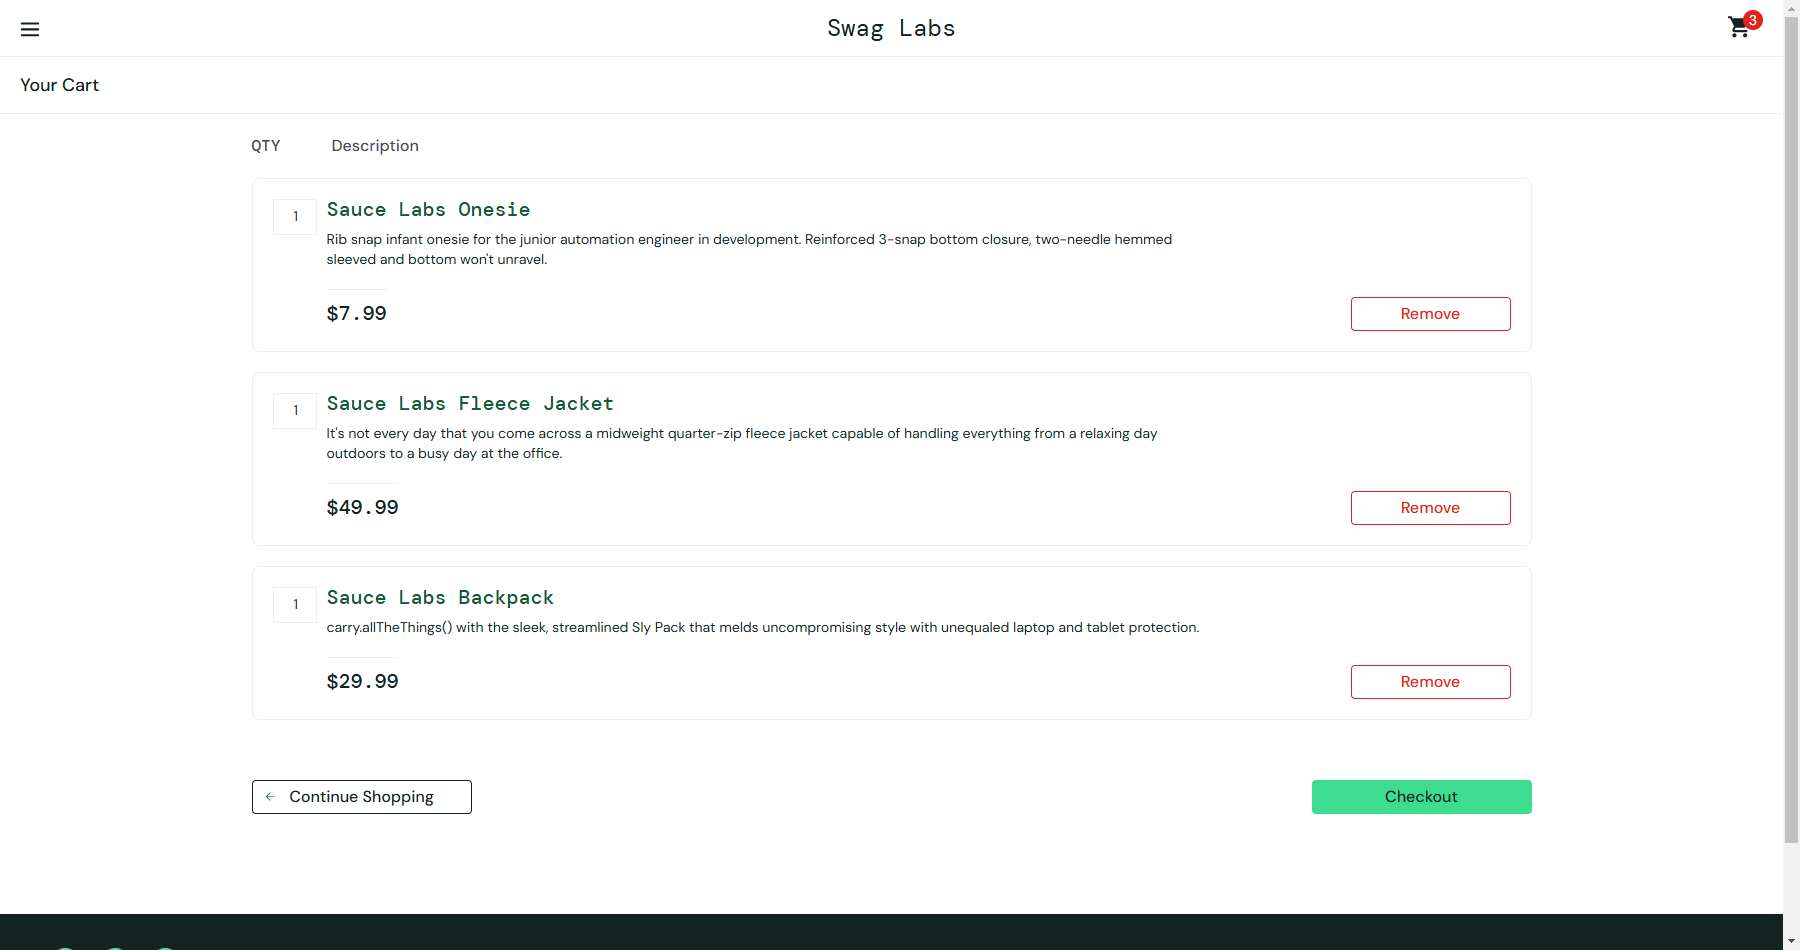 Swag Labs
3
Your Cart
QTY Description
1
Sauce Labs Onesie
Rib snap infant onesie for the junior automation engineer in development. Reinforced 3-snap bottom closure, two-needle hemmed
sleeved and bottom won't unravel.
$7.99
Remove
1
Sauce Labs Fleece Jacket
It's not every day that you come across a midweight quarter-zip fleece jacket capable of handling everything from a relaxing day
outdoors to a busy day at the office.
$49.99
Remove
1
Sauce Labs Backpack
carry.allTheThings() with the sleek, streamlined Sly Pack that melds uncompromising style with unequaled laptop and tablet protection.
$29.99
Remove
Continue Shopping
Checkout